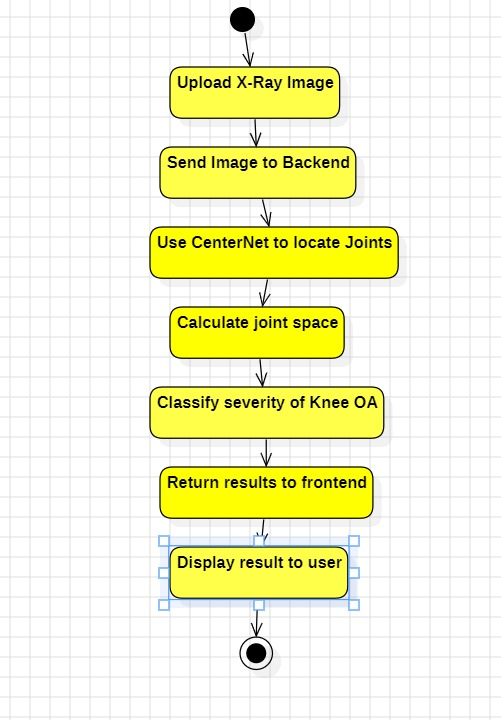 Upload X-Ray Image
Send Image to Backend
Use CenterNet to locate Joints
Calculate joint space
Classify severity of Knee OA
Return results to frontend
Display result to user